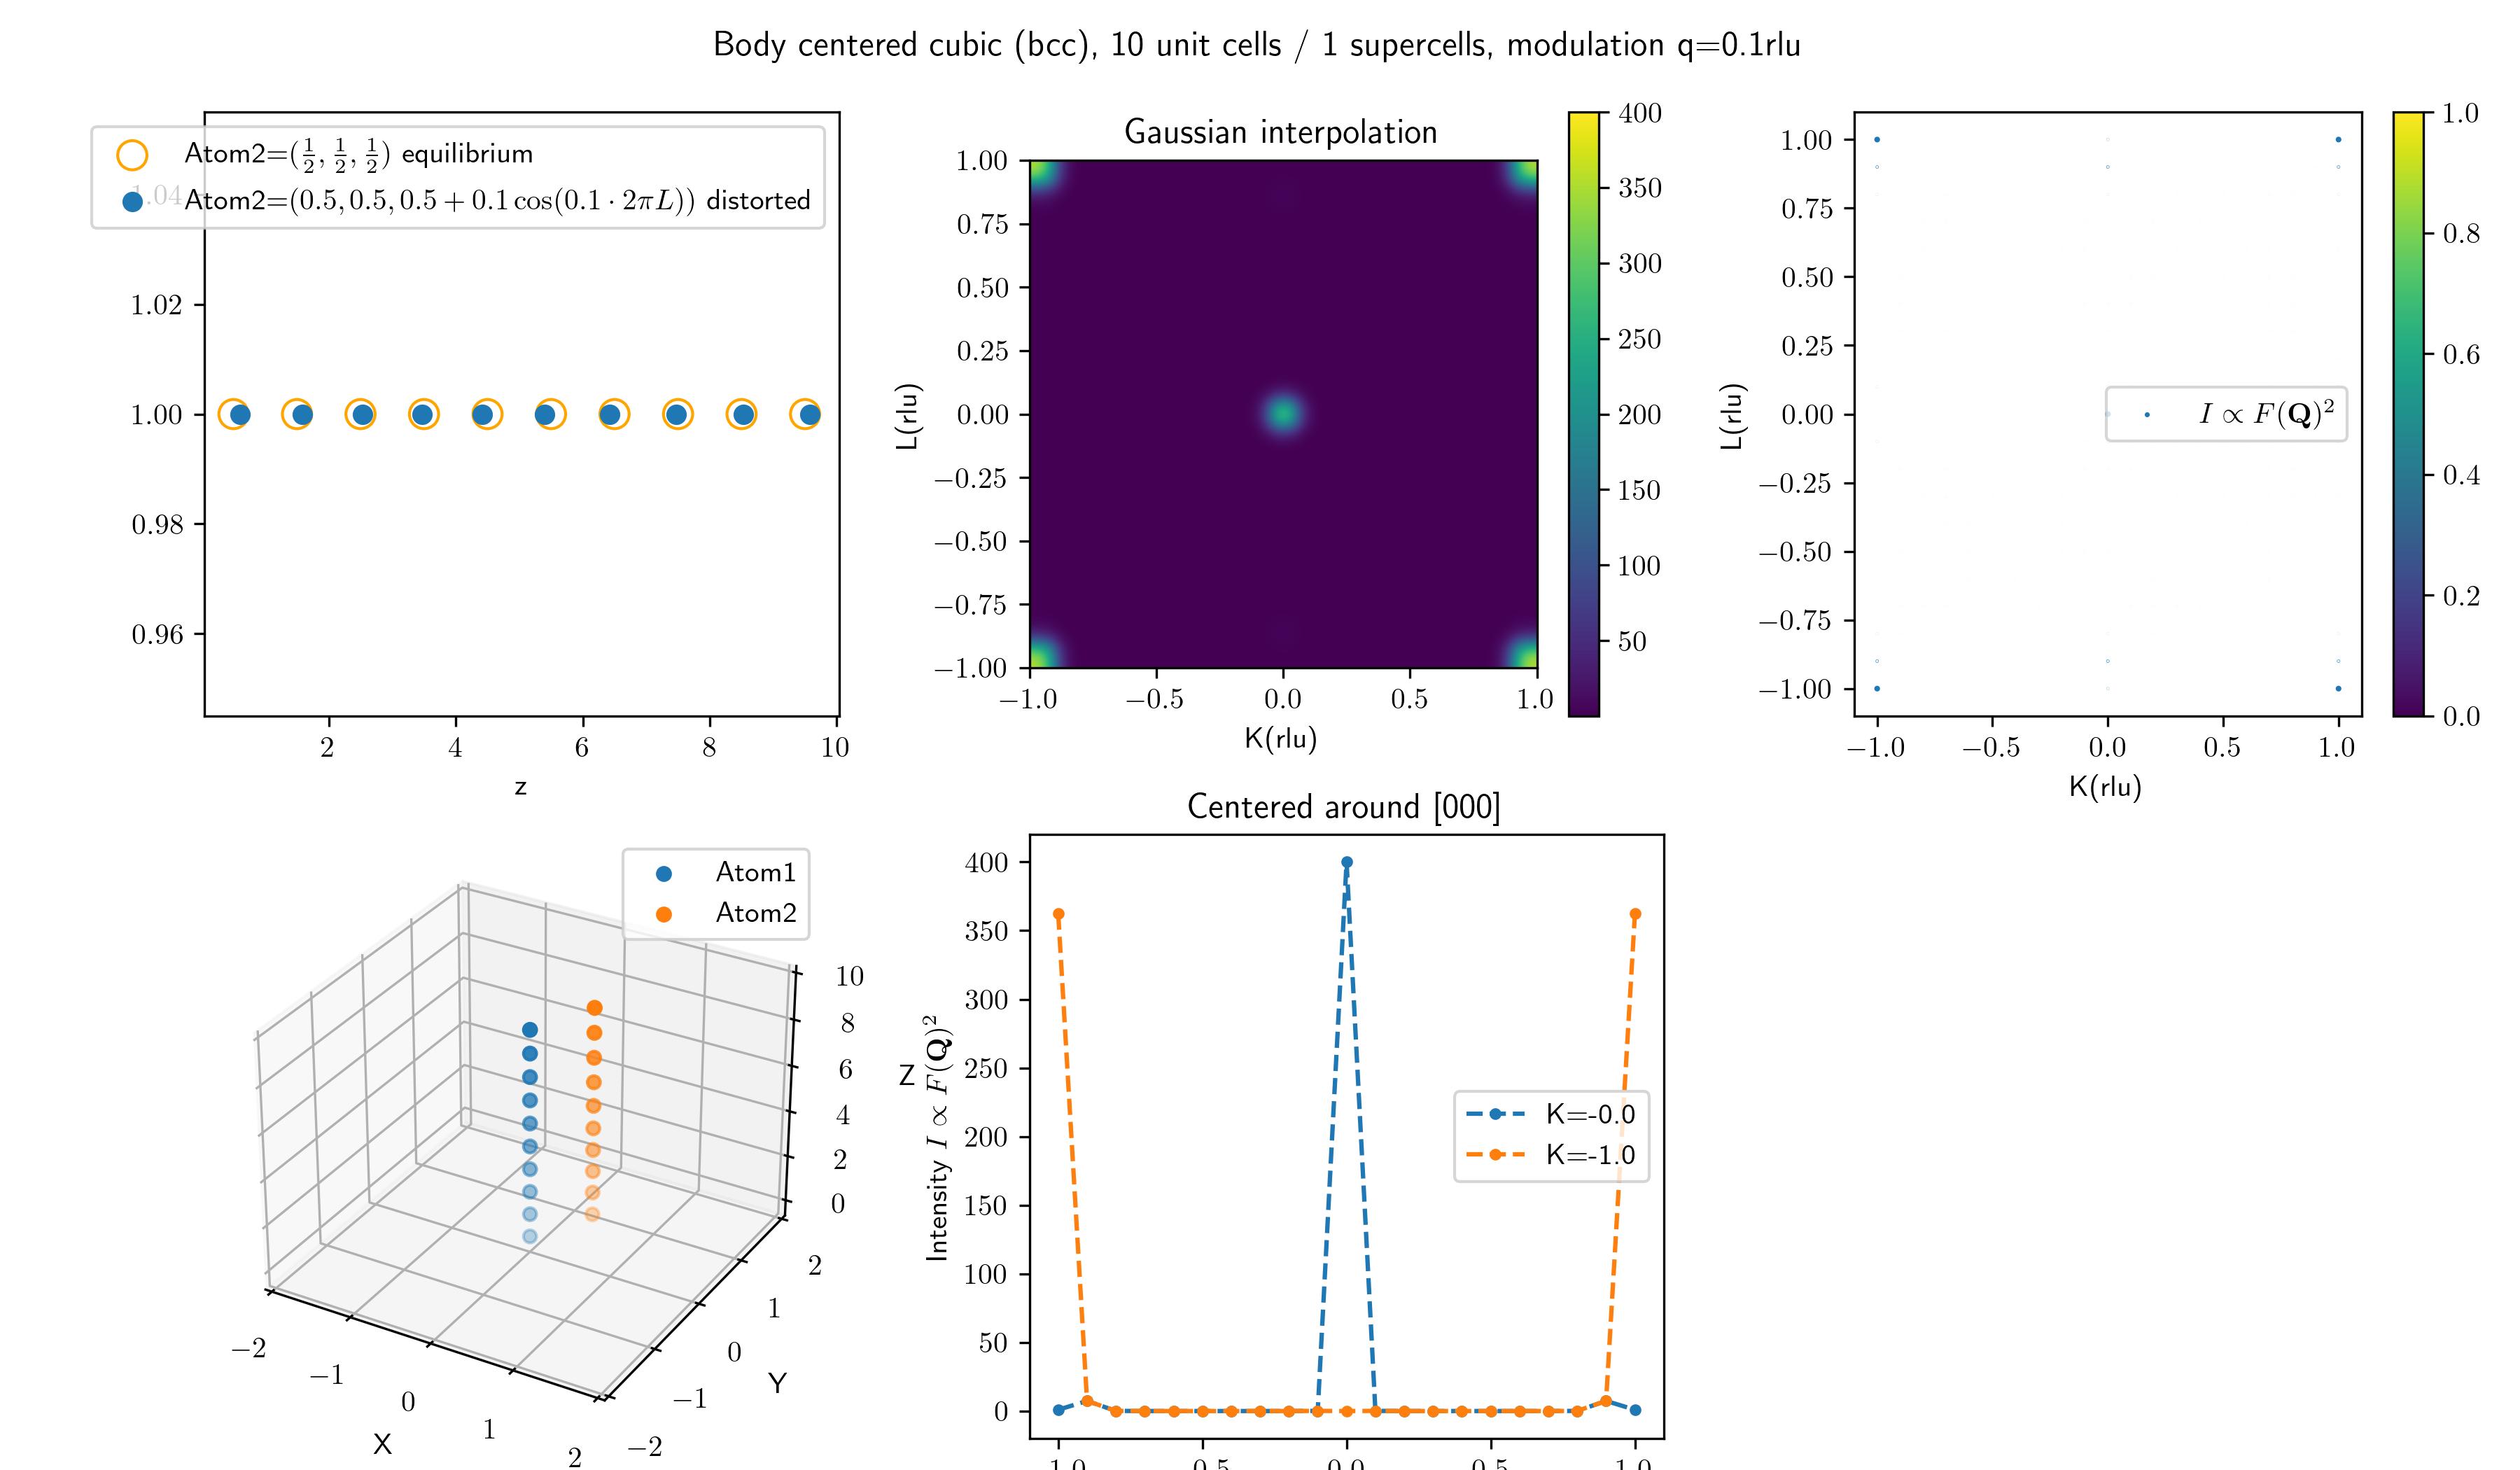 Body centered cubic (bcc), 10 unit cells / 1 supercells, modulation q=0.1rlu
Atom2=(1/2, 1/2, 1/2) equilibrium
Atom2=(0.5, 0.5, 0.5 + 0.1 cos(0.1 · 2πL)) distorted
1.04
1.02
1.00
0.98
0.96
2 4 6 8 10
z
Gaussian interpolation
1.00
0.75
0.50
0.25
0.00
−0.25
−0.50
−0.75
−1.00
L(rlu)
−1.0 −0.5 0.0 0.5 1.0
K(rlu)
400
350
300
250
200
150
100
50
1.00
0.75
0.50
0.25
0.00
−0.25
−0.50
−0.75
−1.00
L(rlu)
I ∝ F(Q)²
−1.0 −0.5 0.0 0.5 1.0
K(rlu)
1.0
0.8
0.6
0.4
0.2
0.0
Atom1
Atom2
10
8
6
4
2
0
Z
−2 −1 0 1 2
X
−2 −1 0 1 2
Y
Centered around [000]
400
350
300
250
200
150
100
50
0
Intensity I ∝ F(Q)²
K=-0.0
K=-1.0